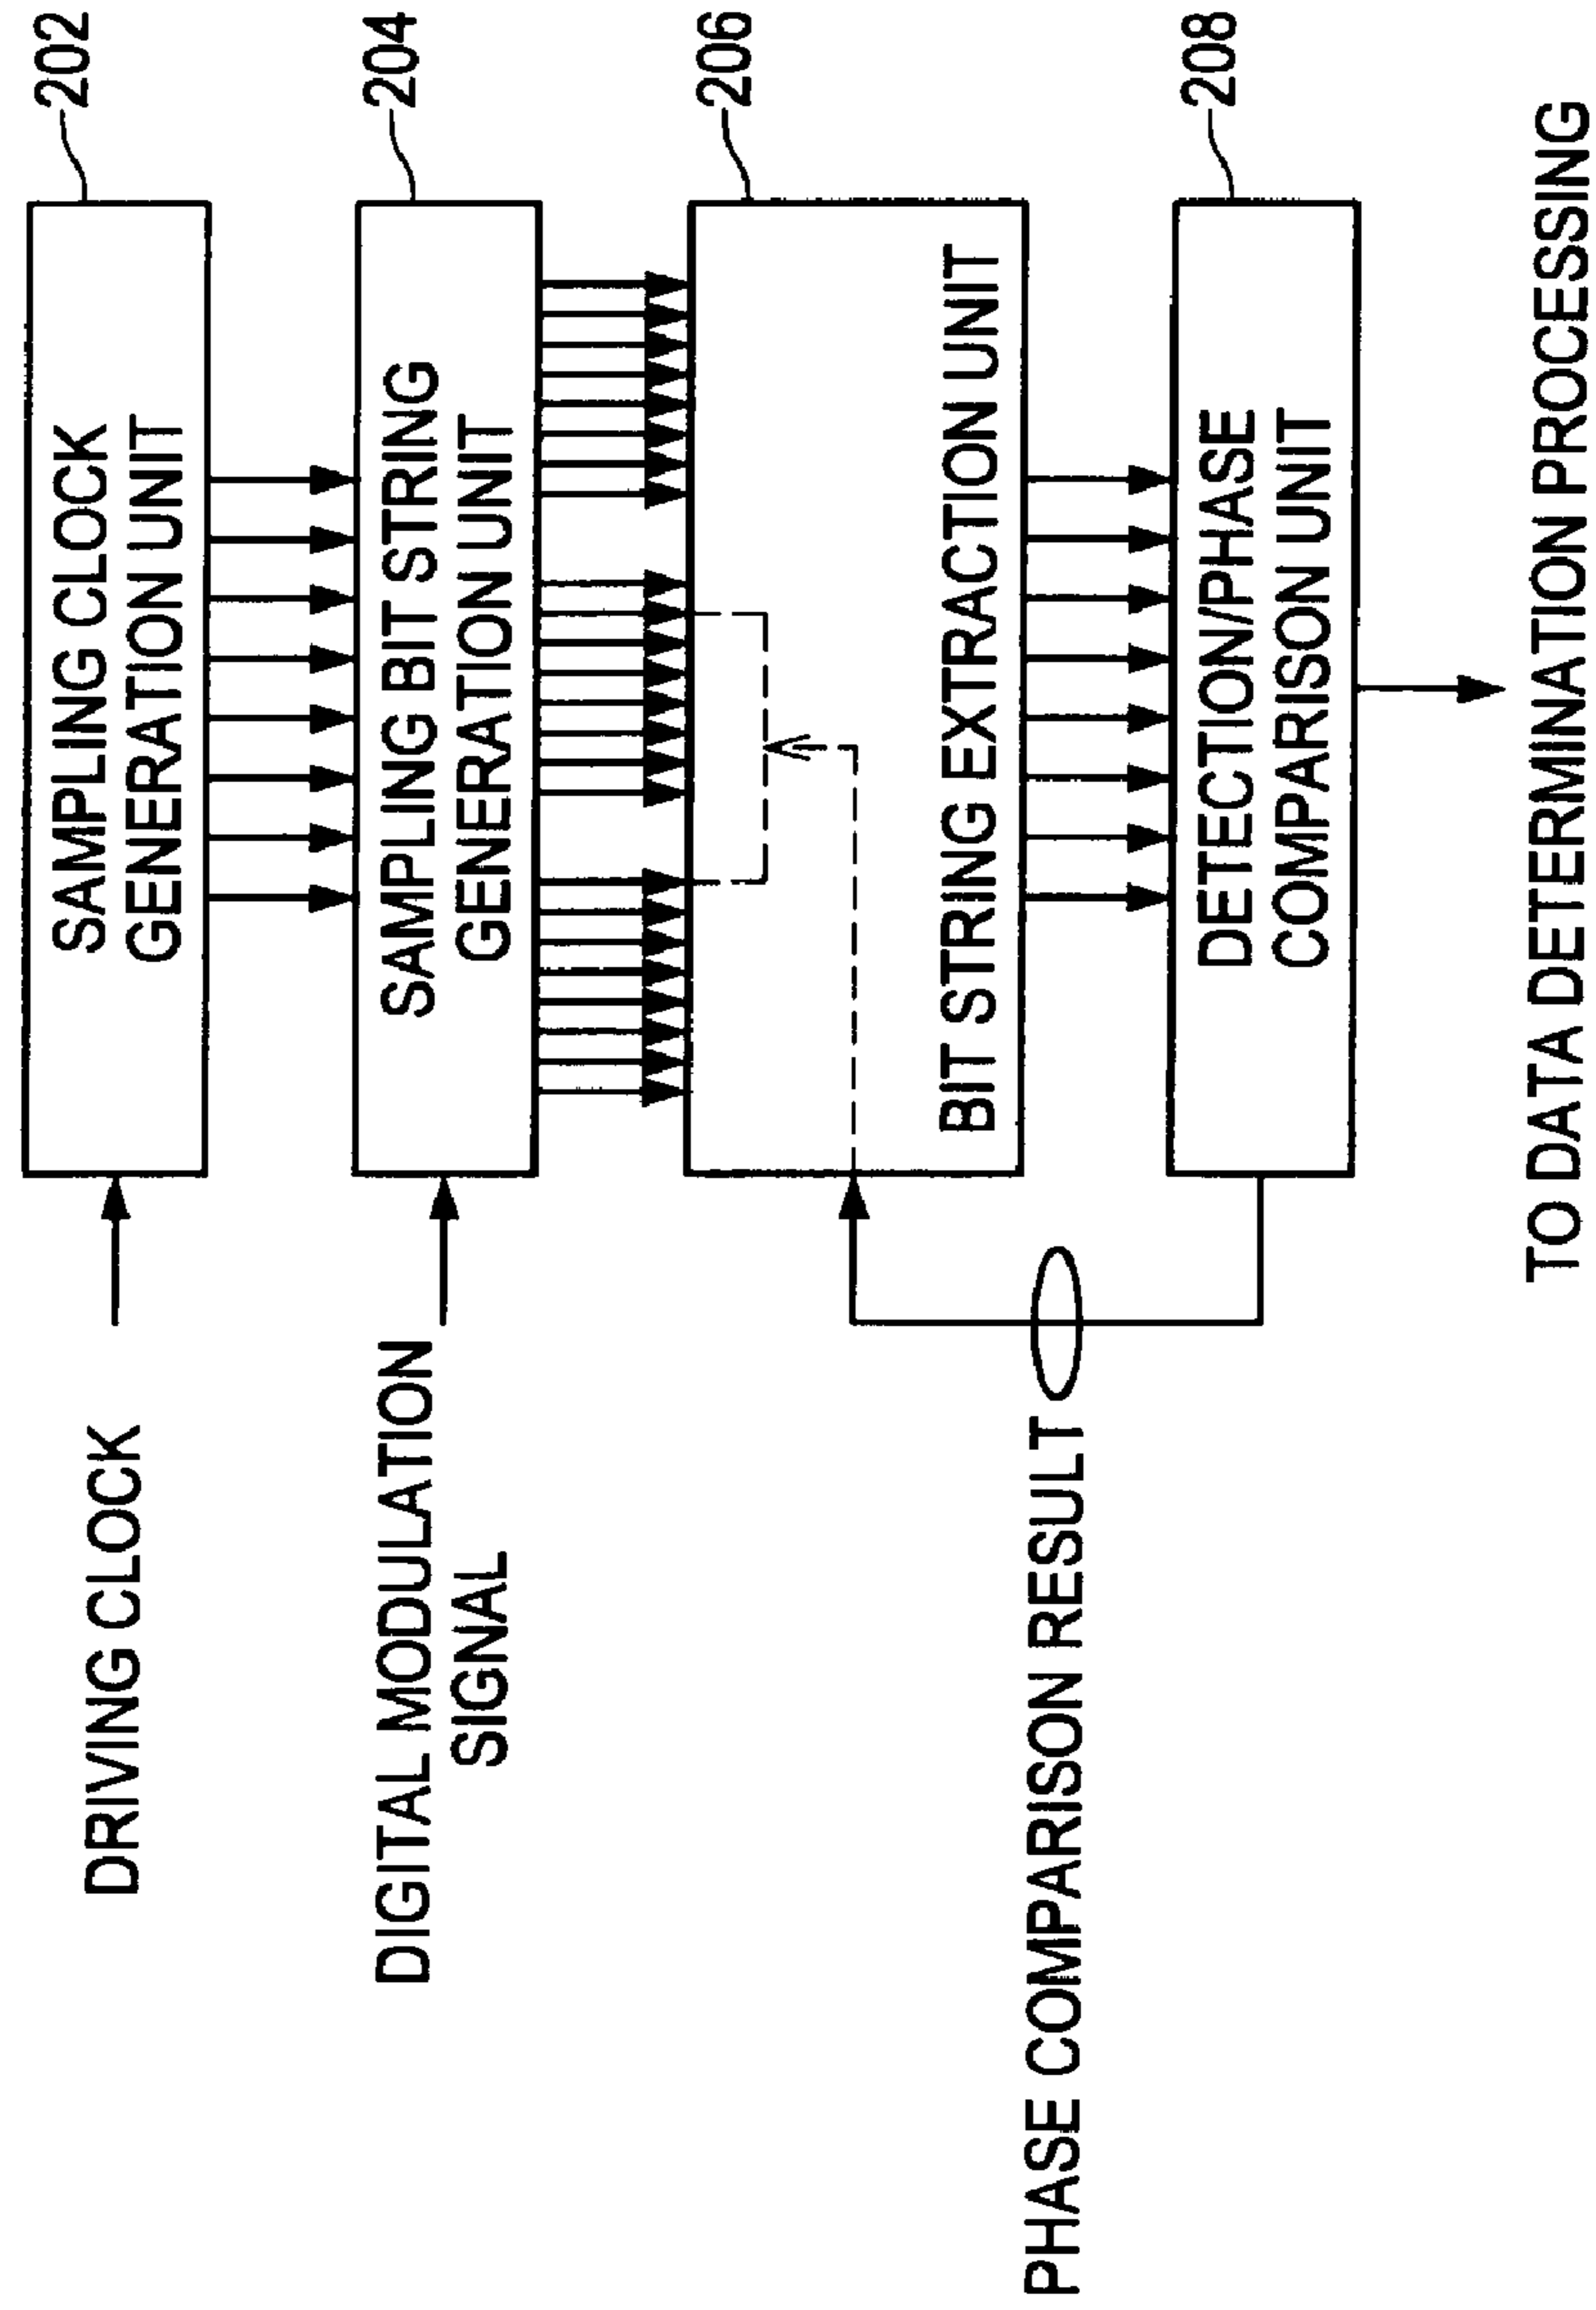 DRIVING CLOCK
SAMPLING CLOCK
GENERATION UNIT
202
DIGITAL MODULATION
SIGNAL
SAMPLING BIT STRING
GENERATION UNIT
204
BIT STRING EXTRACTION UNIT
206
PHASE COMPARISON RESULT
DETECTION/PHASE
COMPARISON UNIT
208
TO DATA DETERMINATION PROCESSING